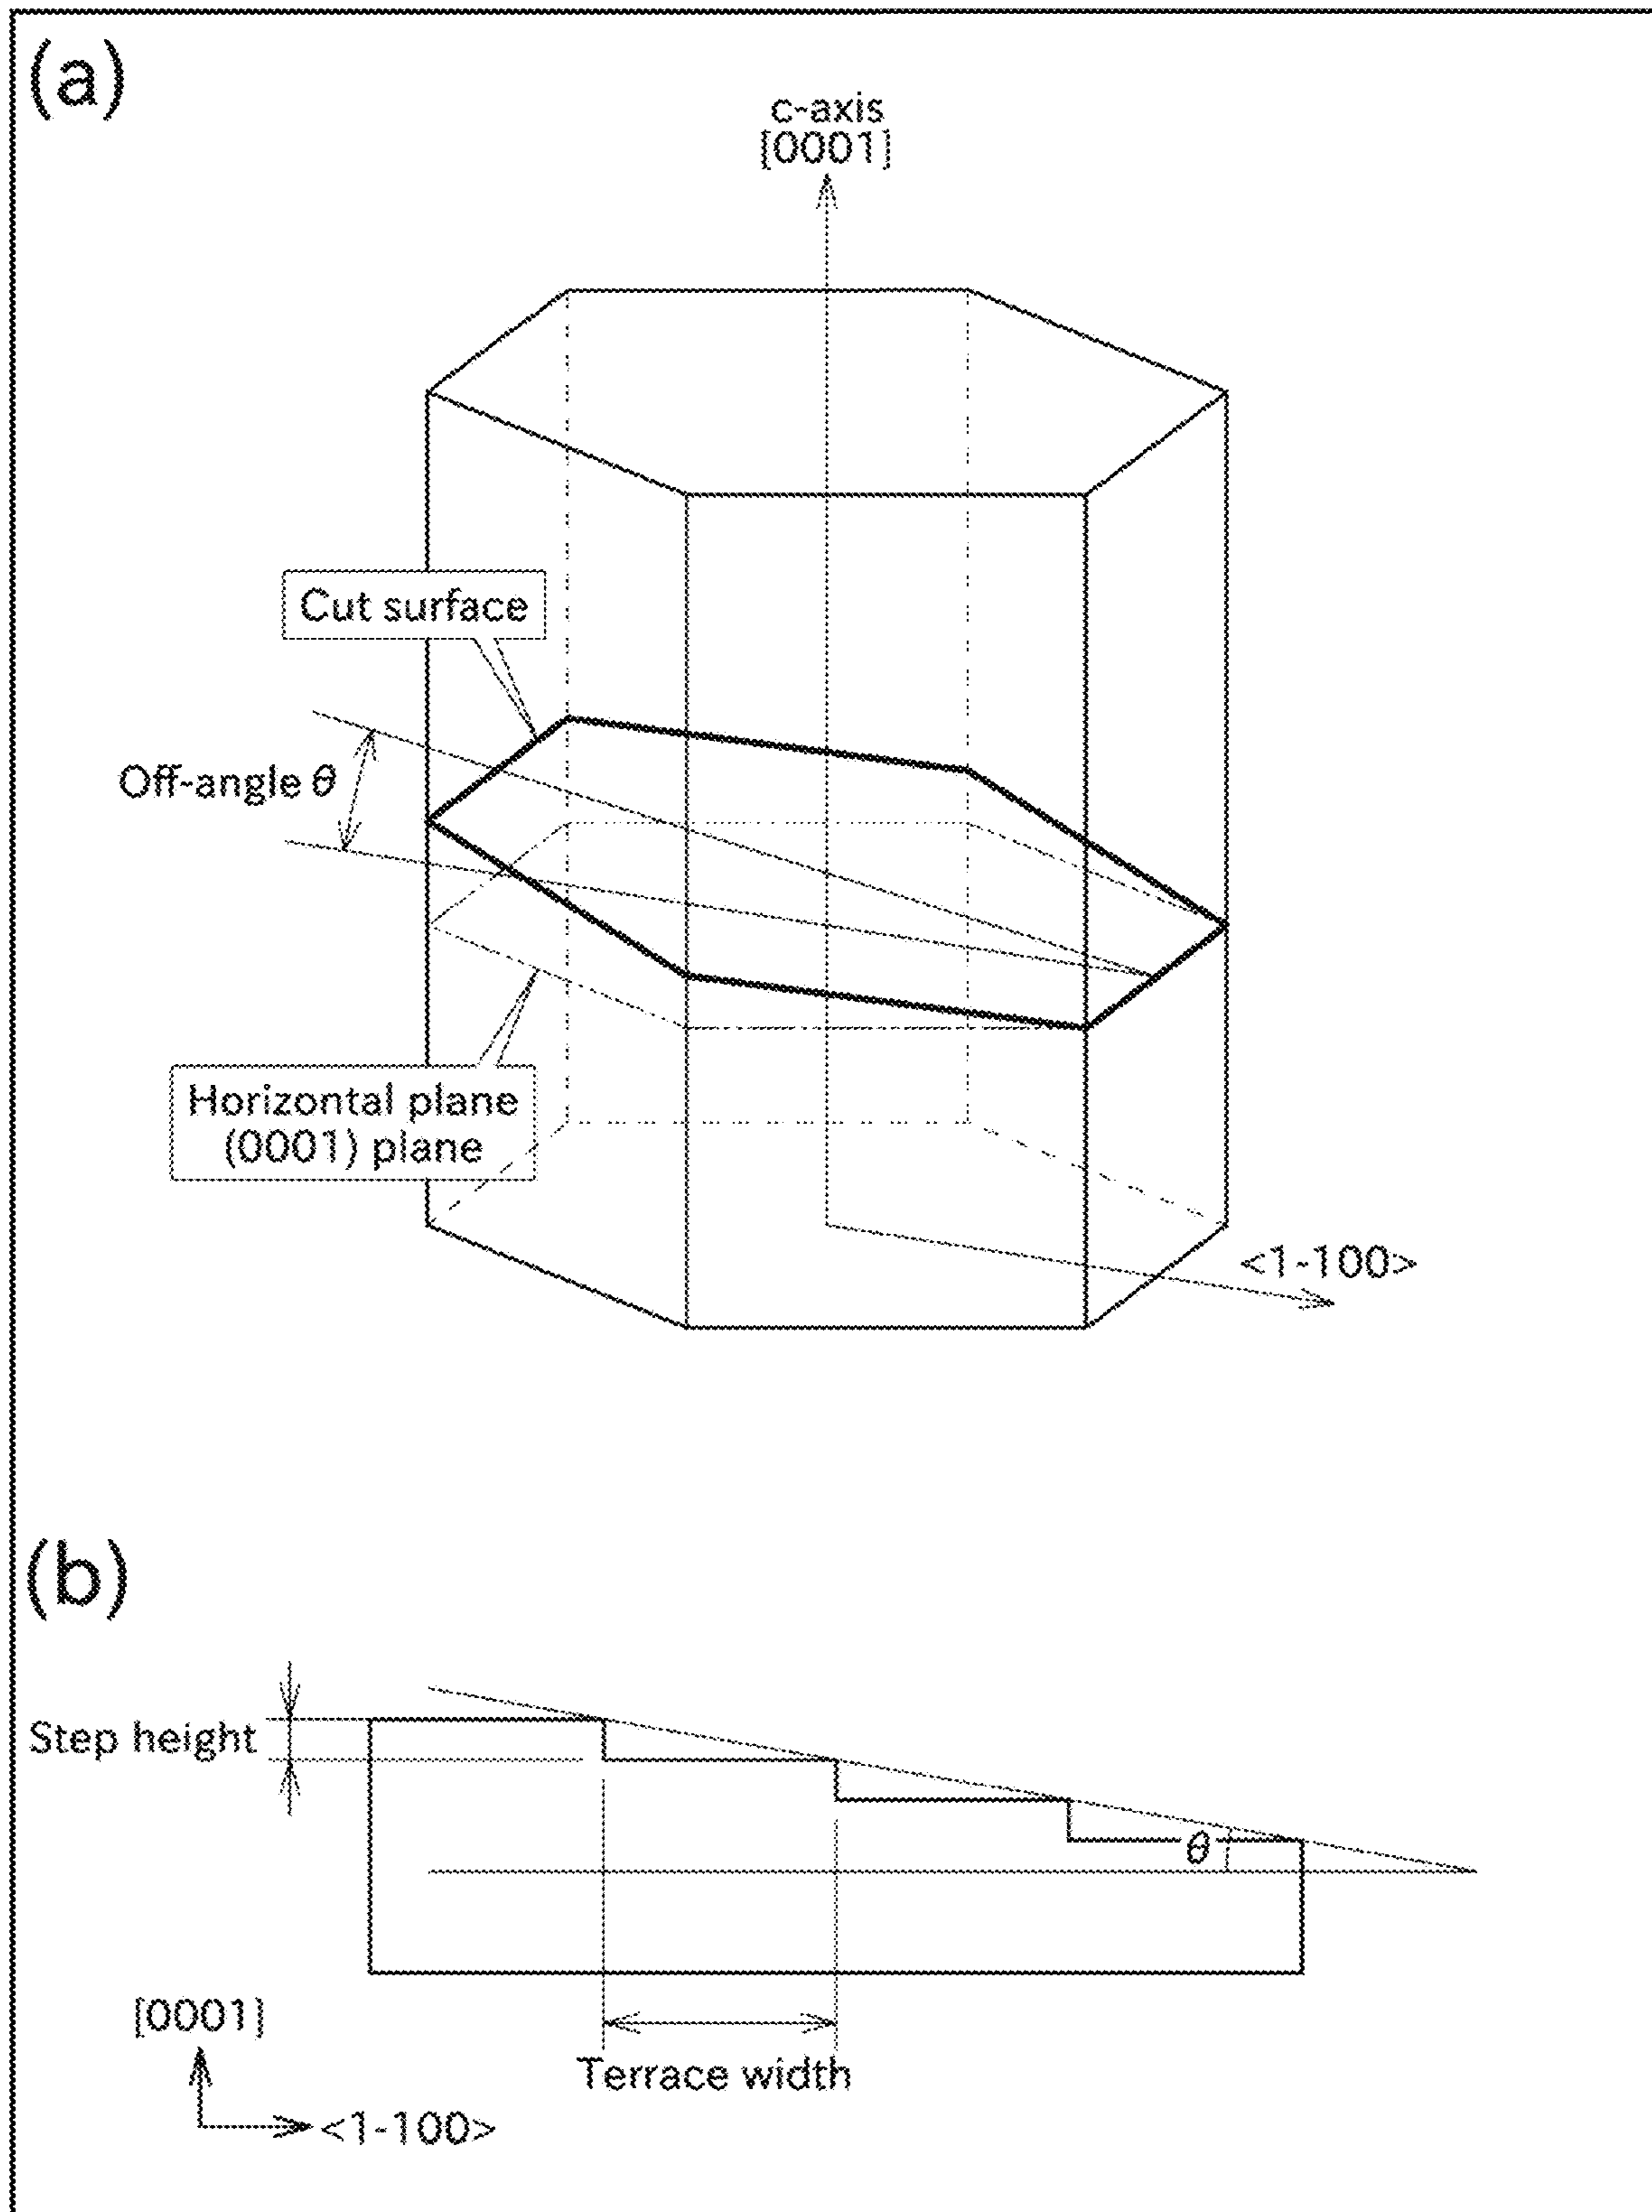 (a)
c-axis
[0001]
Cut surface
Off-angle θ
Horizontal plane
(0001) plane
<1-100>
(b)
Step height
θ
[0001]
Terrace width
<1-100>